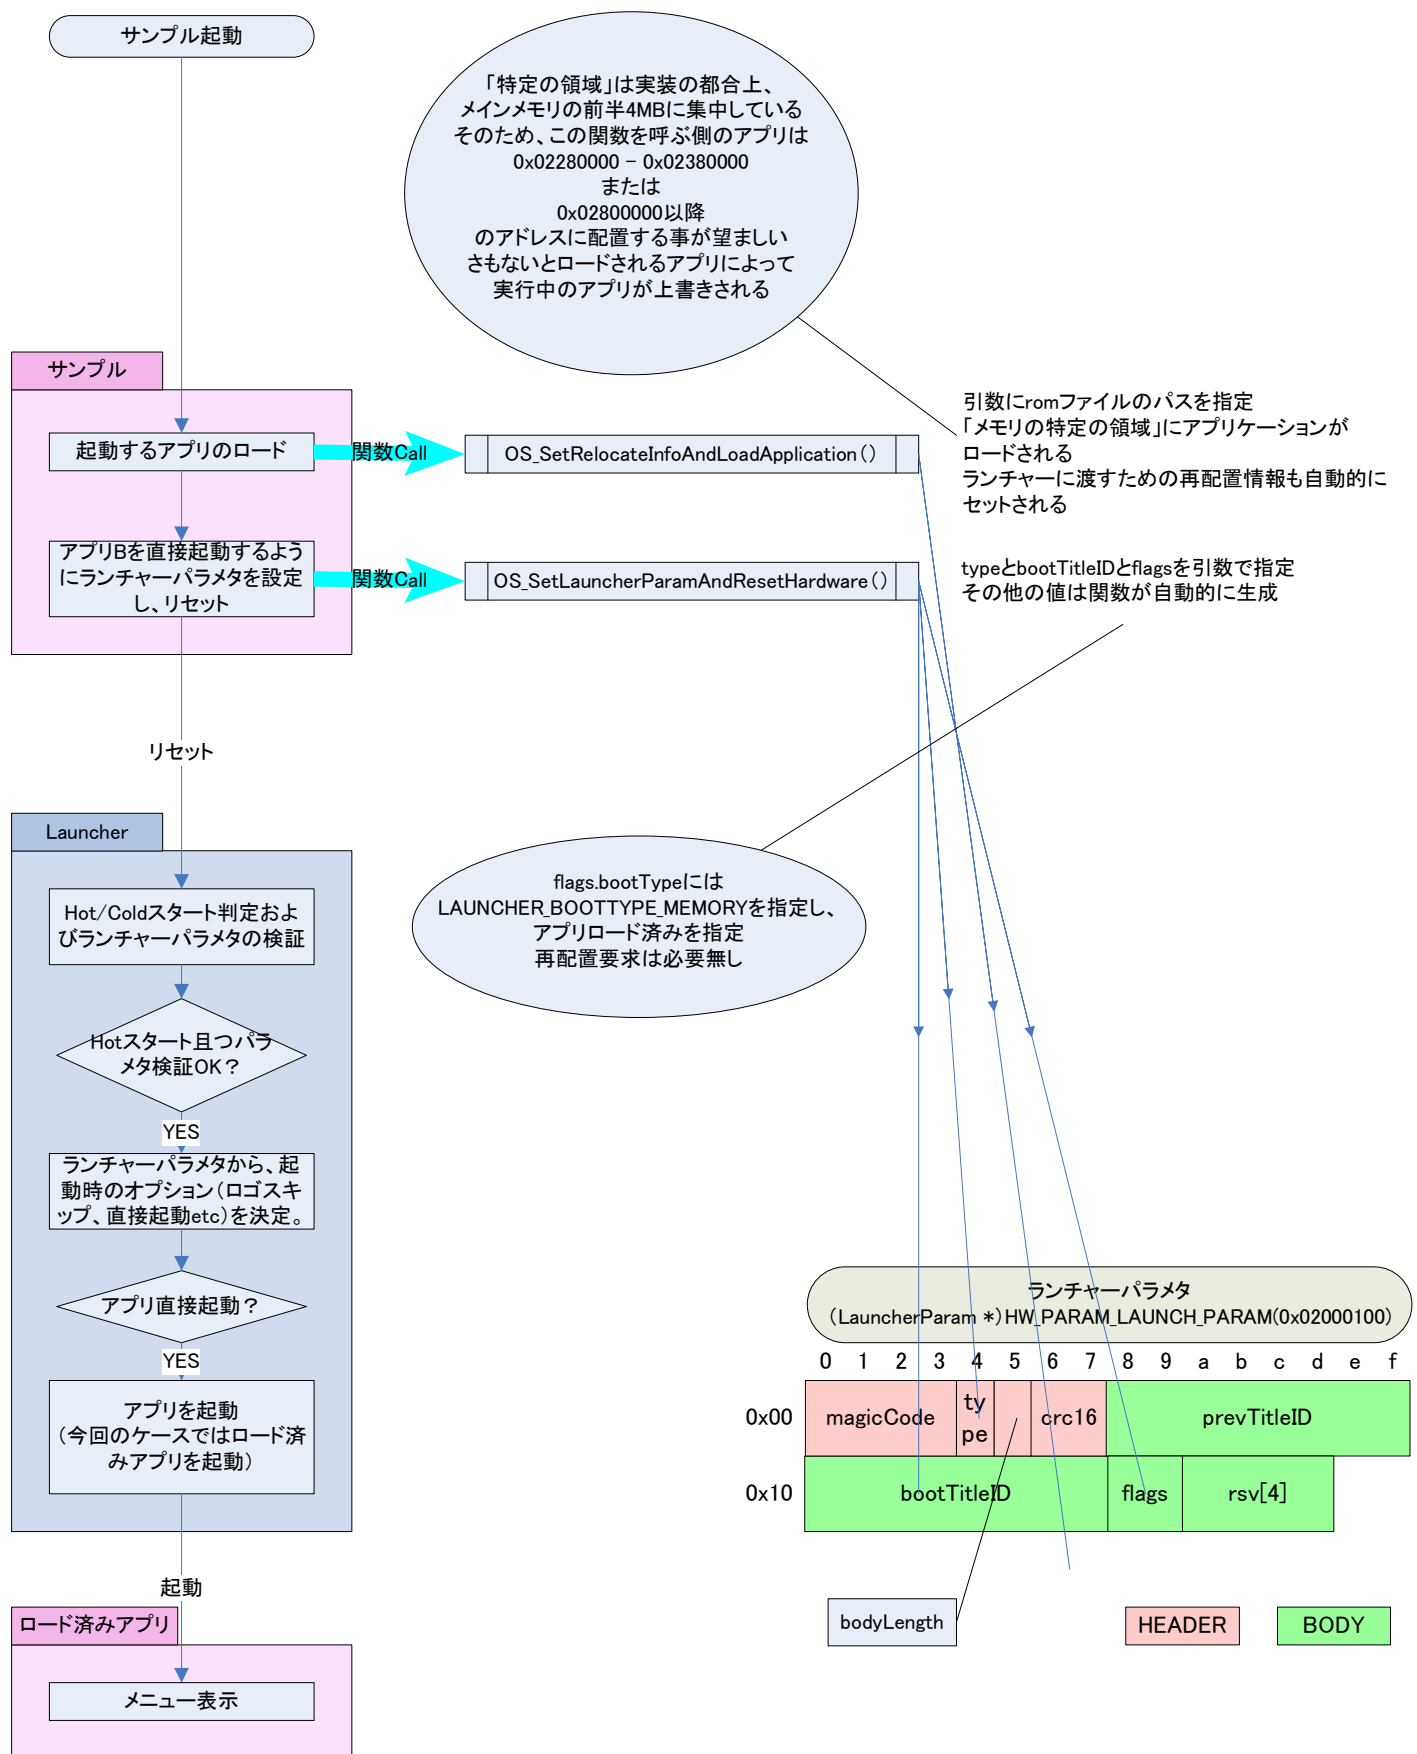 サンプル起動
「特定の領域」は実装の都合上、
メインメモリの前半4MBに集中している
そのため、この関数を呼ぶ側のアプリは
0x02280000 - 0x02380000
または
0x02800000以降
のアドレスに配置する事が望ましい
さもないとロードされるアプリによって
実行中のアプリが上書きされる
サンプル
起動するアプリのロード
関数Call
OS_SetRelocateInfoAndLoadApplication()
引数にromファイルのパスを指定
「メモリの特定の領域」にアプリケーションが
ロードされる
ランチャーに渡すための再配置情報も自動的に
セットされる
アプリBを直接起動するよう
にランチャーパラメタを設定
し、リセット
関数Call
OS_SetLauncherParamAndResetHardware()
typeとbootTitleIDとflagsを引数で指定
その他の値は関数が自動的に生成
リセット
Launcher
Hot/Coldスタート判定およ
びランチャーパラメタの検証
flags.bootTypeには
LAUNCHER_BOOTTYPE_MEMORYを指定し、
アプリロード済みを指定
再配置要求は必要無し
Hotスタート且つパラ
メタ検証OK?
YES
ランチャーパラメタから、起
動時のオプション(ロゴスキ
ップ、直接起動etc)を決定。
アプリ直接起動?
YES
アプリを起動
(今回のケースではロード済
みアプリを起動)
ランチャーパラメタ
(LauncherParam *)HW_PARAM_LAUNCH_PARAM(0x02000100)
0 1 2 3 4 5 6 7 8 9 a b c d e f
0x00 magicCode
ty
pe
crc16 prevTitleID
0x10 bootTitleID flags rsv[4]
起動
bodyLength
HEADER
BODY
ロード済みアプリ
メニュー表示